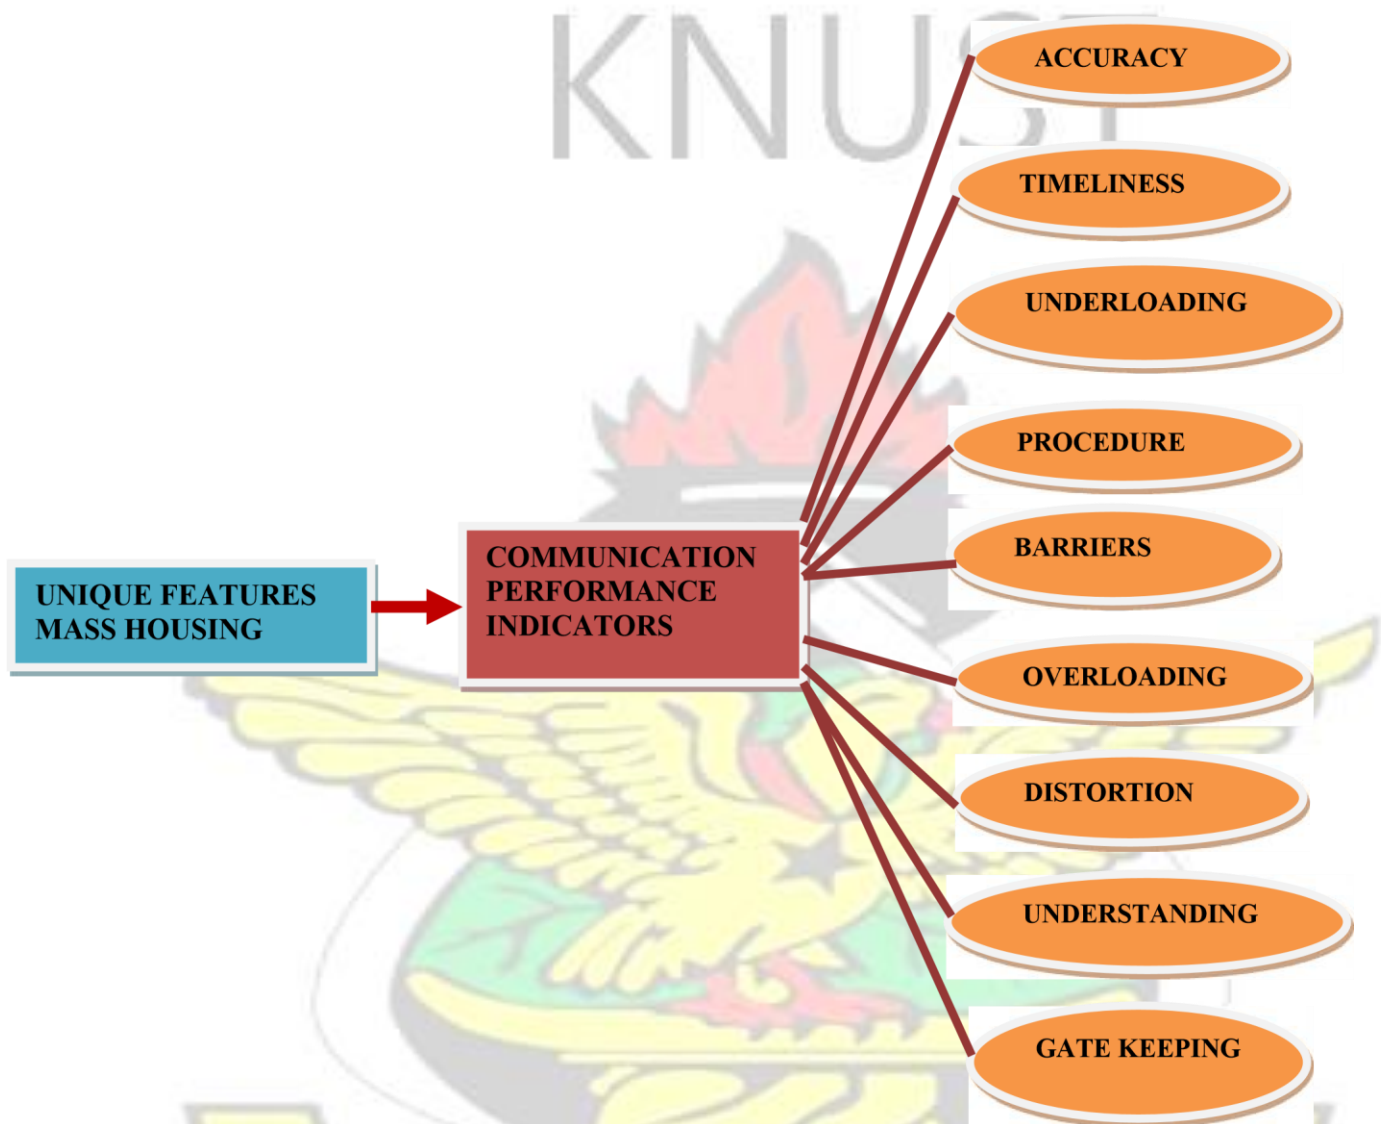 KNUST
ACCURACY
TIMELINESS
UNDERLOADING
PROCEDURE
BARRIERS
UNIQUE FEATURES
MASS HOUSING
COMMUNICATION
PERFORMANCE
INDICATORS
OVERLOADING
DISTORTION
UNDERSTANDING
GATE KEEPING